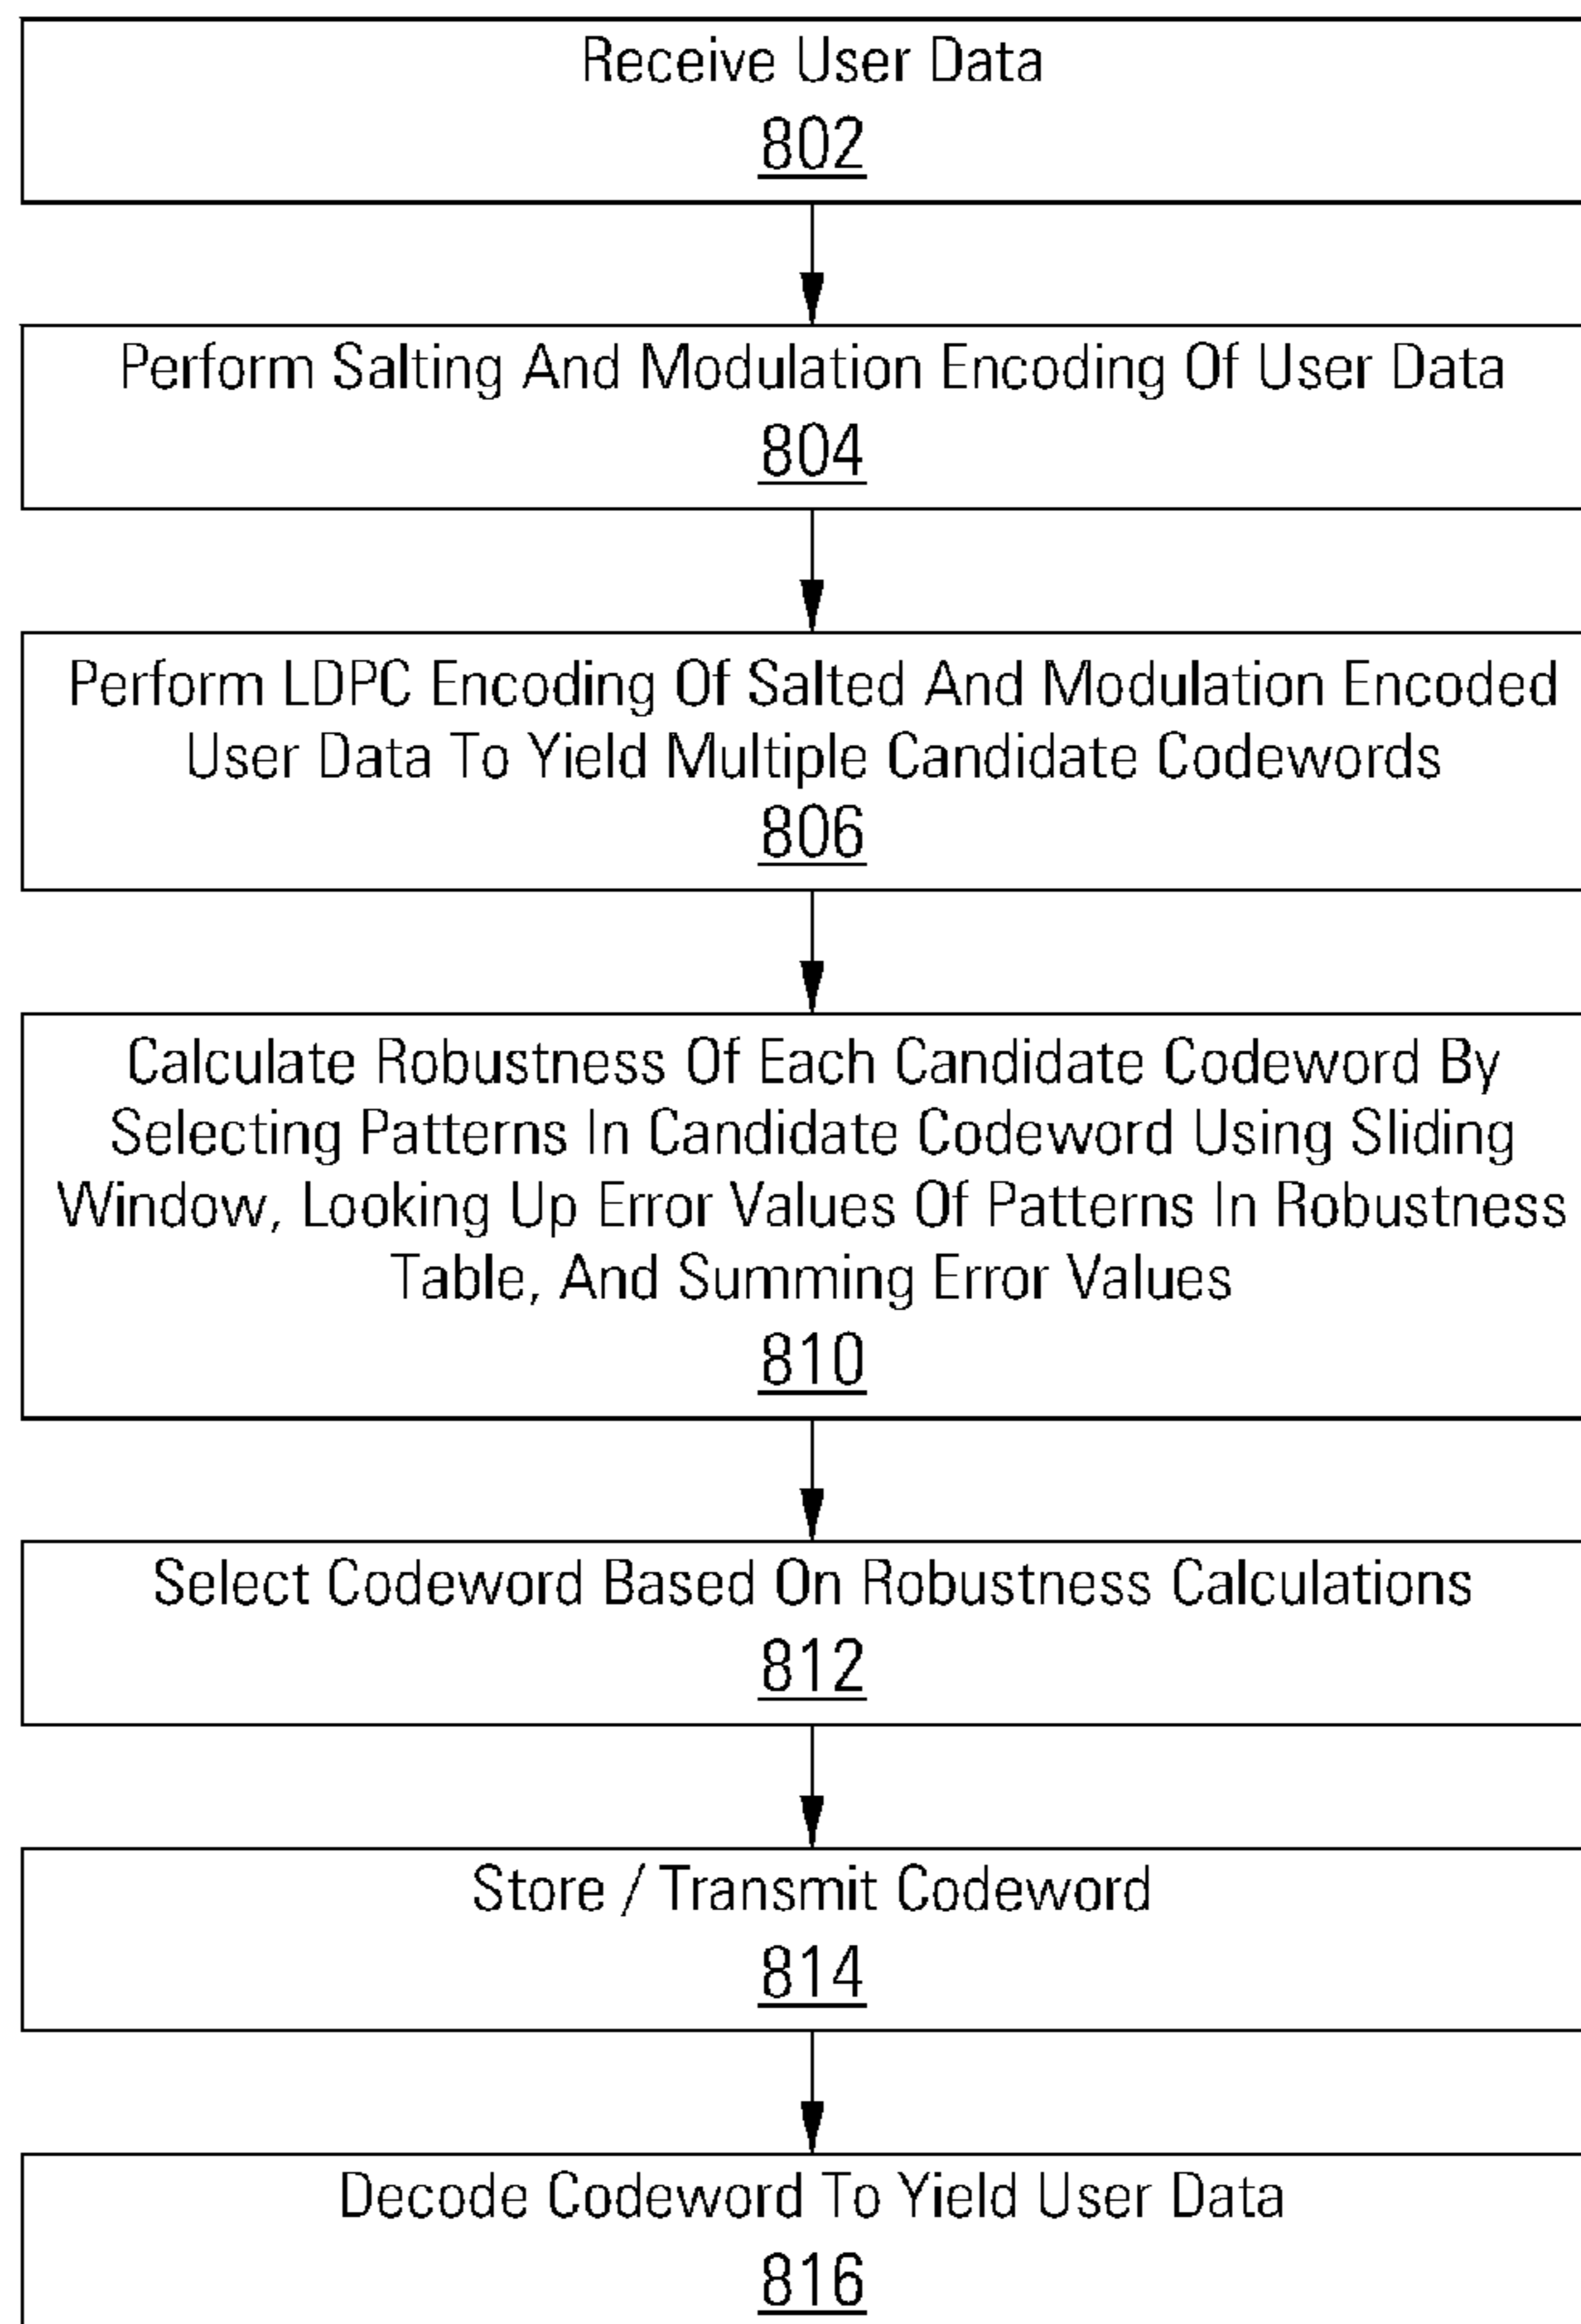 Receive User Data
802
Perform Salting And Modulation Encoding Of User Data
804
Perform LDPC Encoding Of Salted And Modulation Encoded
User Data To Yield Multiple Candidate Codewords
806
Calculate Robustness Of Each Candidate Codeword By
Selecting Patterns In Candidate Codeword Using Sliding
Window, Looking Up Error Values Of Patterns In Robustness
Table, And Summing Error Values
810
Select Codeword Based On Robustness Calculations
812
Store / Transmit Codeword
814
Decode Codeword To Yield User Data
816